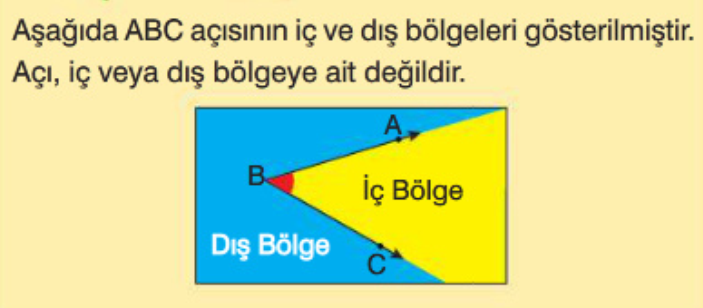 Aşağıda ABC açısının iç ve dış bölgeleri gösterilmiştir.
Açı, iç veya dış bölgeye ait değildir.
A
B
İç Bölge
Dış Bölge
C